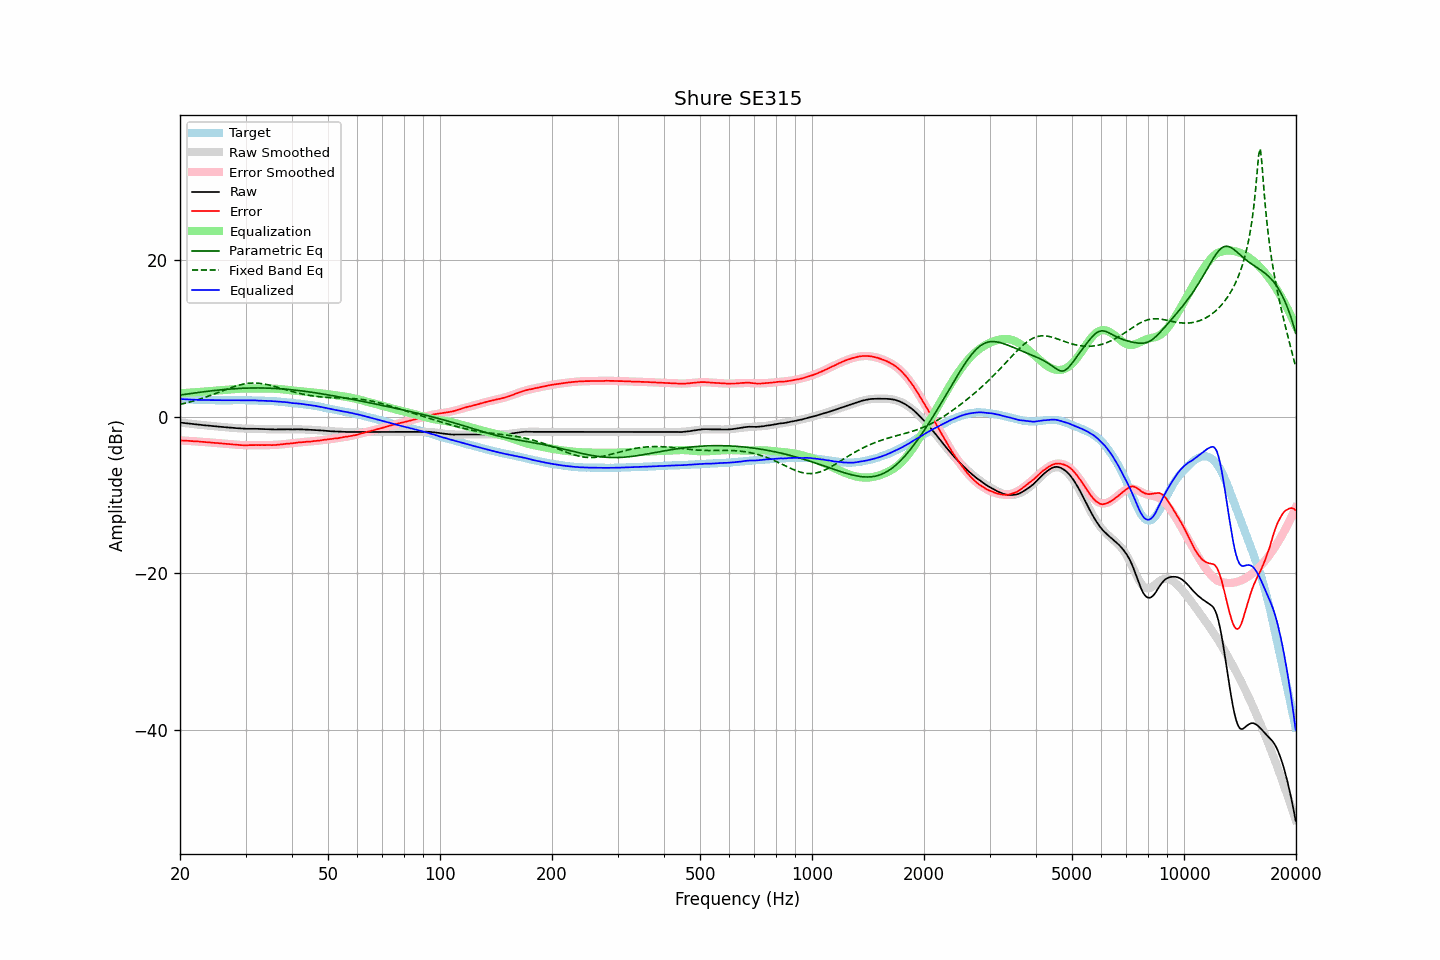 Shure SE315
Target
Raw Smoothed
Error Smoothed
Raw
Error
Equalization
Parametric Eq
Fixed Band Eq
Equalized
Amplitude (dBr)
20
0
−20
−40
20
50
100
200
500
1000
2000
5000
10000
20000
Frequency (Hz)